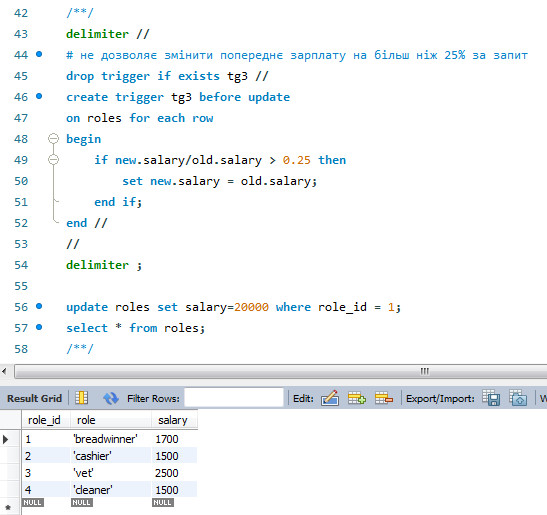 42 /**/
43 delimiter //
44 # не дозволяє змінити попереднє зарплату на більш ніж 25% за запит
45 drop trigger if exists tg3 //
46 create trigger tg3 before update
47 on roles for each row
48 begin
49 if new.salary/old.salary > 0.25 then
50 set new.salary = old.salary;
51 end if;
52 end //
53 //
54 delimiter ;
55
56 update roles set salary=20000 where role_id = 1;
57 select * from roles;
58 /**/
Result Grid Filter Rows: Edit: Export/Import: W
role_id role salary
1 'breadwinner' 1700
2 'cashier' 1500
3 'vet' 2500
4 'cleaner' 1500
NULL NULL NULL